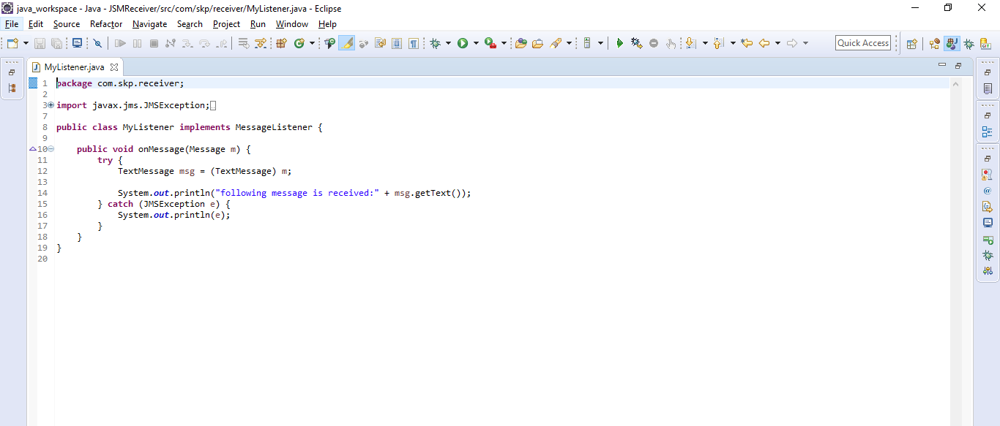 java_workspace - Java - JSMReceiver/src/com/skp/receiver/MyListener.java - Eclipse
File Edit Source Refactor Navigate Search Project Run Window Help
Quick Access
MyListener.java
1 package com.skp.receiver;
2
3 import javax.jms.JMSException;
7
8 public class MyListener implements MessageListener {
9
10 public void onMessage(Message m) {
11 try {
12 TextMessage msg = (TextMessage) m;
13
14 System.out.println("following message is received:" + msg.getText());
15 } catch (JMSException e) {
16 System.out.println(e);
17 }
18 }
19 }
20